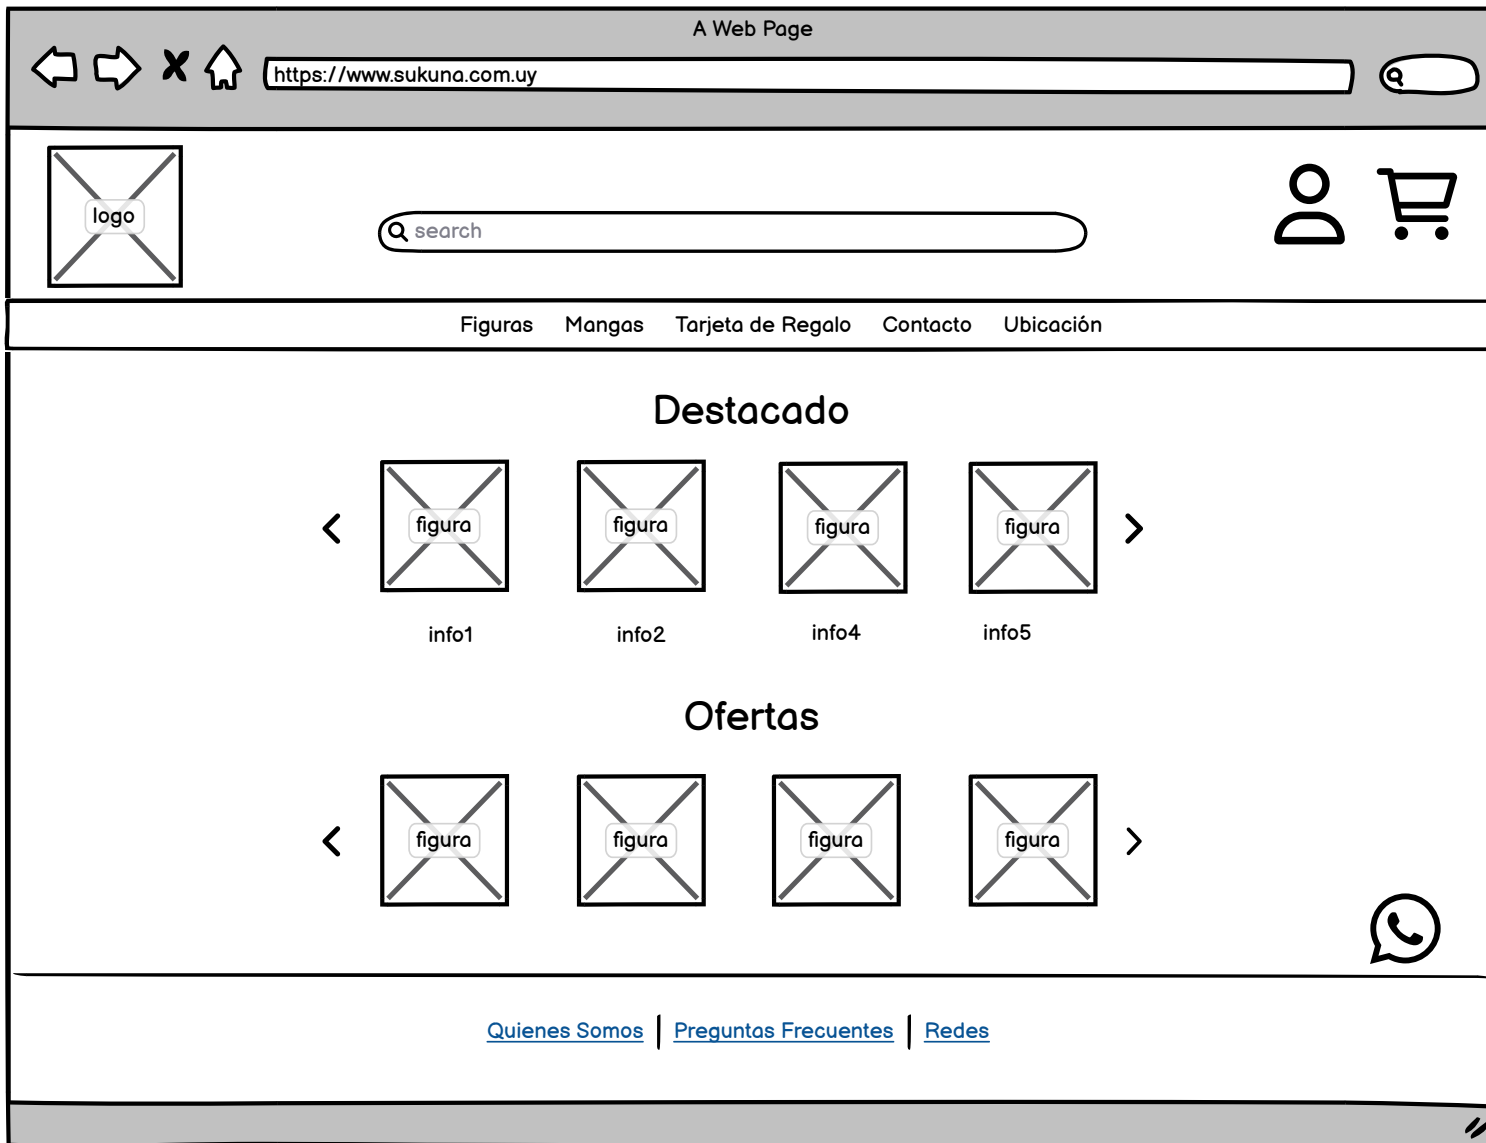 A Web Page
https://www.sukuna.com.uy
logo
search
Figuras Mangas Tarjeta de Regalo Contacto Ubicación
Destacado
figura figura figura figura
info1 info2 info4 info5
Ofertas
figura figura figura figura
Quienes Somos Preguntas Frecuentes Redes